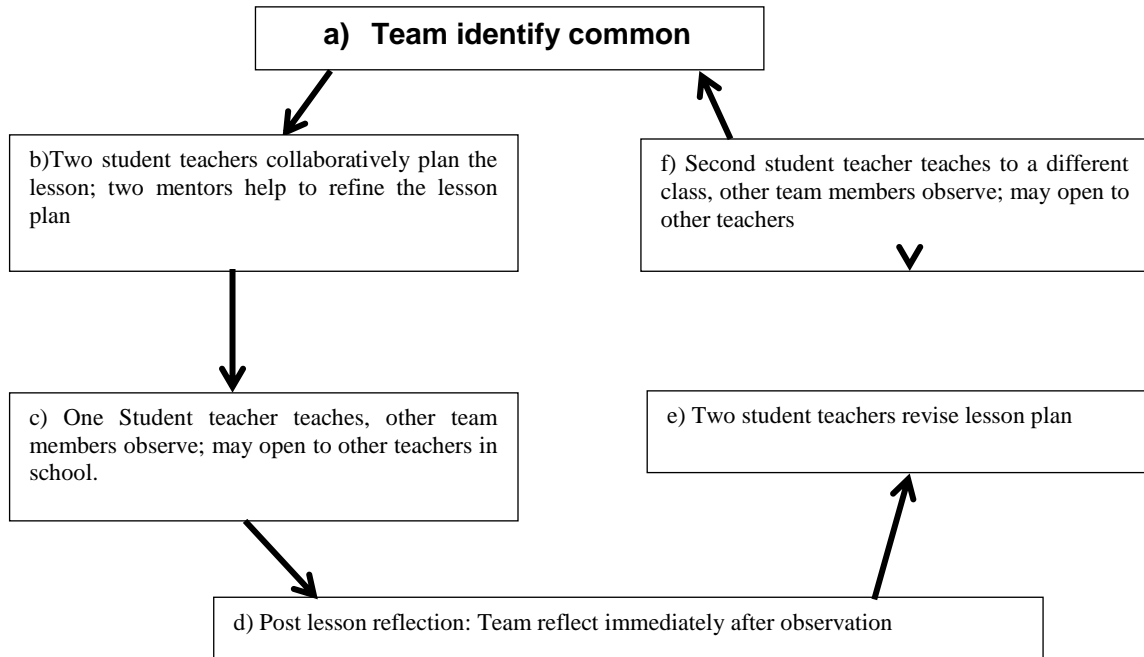 a) Team identify common
b)Two student teachers collaboratively plan the
lesson; two mentors help to refine the lesson
plan
f) Second student teacher teaches to a different
class, other team members observe; may open to
other teachers
c) One Student teacher teaches, other team
members observe; may open to other teachers in
school.
e) Two student teachers revise lesson plan
d) Post lesson reflection: Team reflect immediately after observation